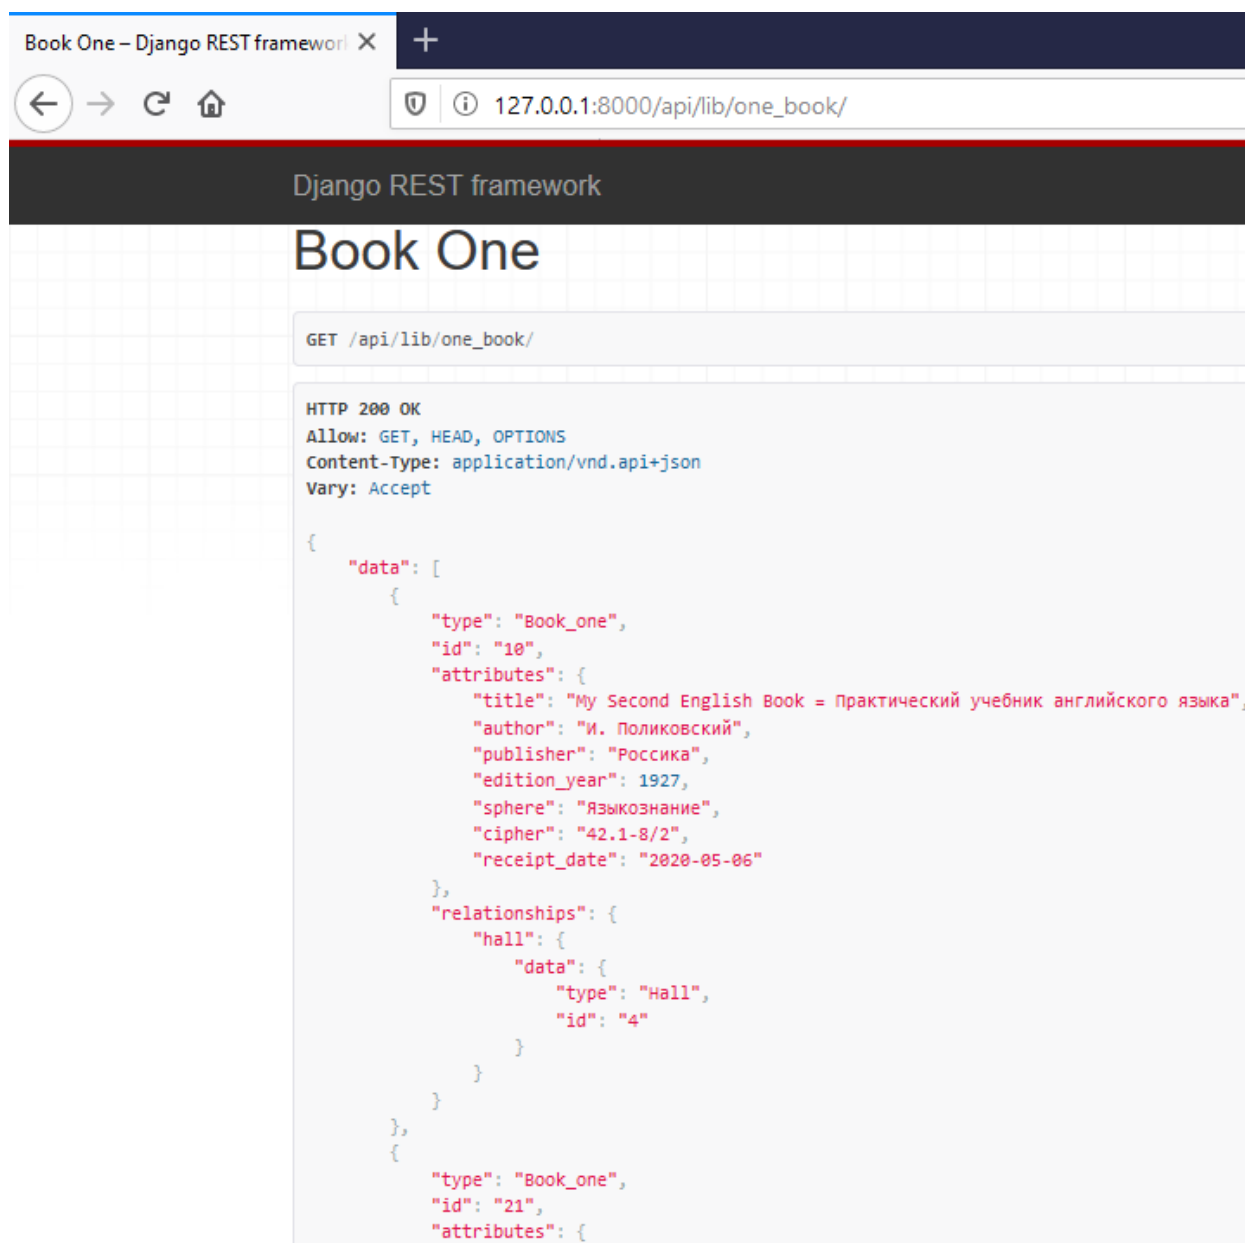 Book One – Django REST framewor
127.0.0.1:8000/api/lib/one_book/
Django REST framework
Book One
GET /api/lib/one_book/
HTTP 200 OK
Allow: GET, HEAD, OPTIONS
Content-Type: application/vnd.api+json
Vary: Accept
{
"data": [
{
"type": "Book_one",
"id": "10",
"attributes": {
"title": "My Second English Book = Практический учебник английского языка",
"author": "И. Поликовский",
"publisher": "Россика",
"edition_year": 1927,
"sphere": "Языкознание",
"cipher": "42.1-8/2",
"receipt_date": "2020-05-06"
},
"relationships": {
"hall": {
"data": {
"type": "Hall",
"id": "4"
}
}
}
},
{
"type": "Book_one",
"id": "21",
"attributes": {